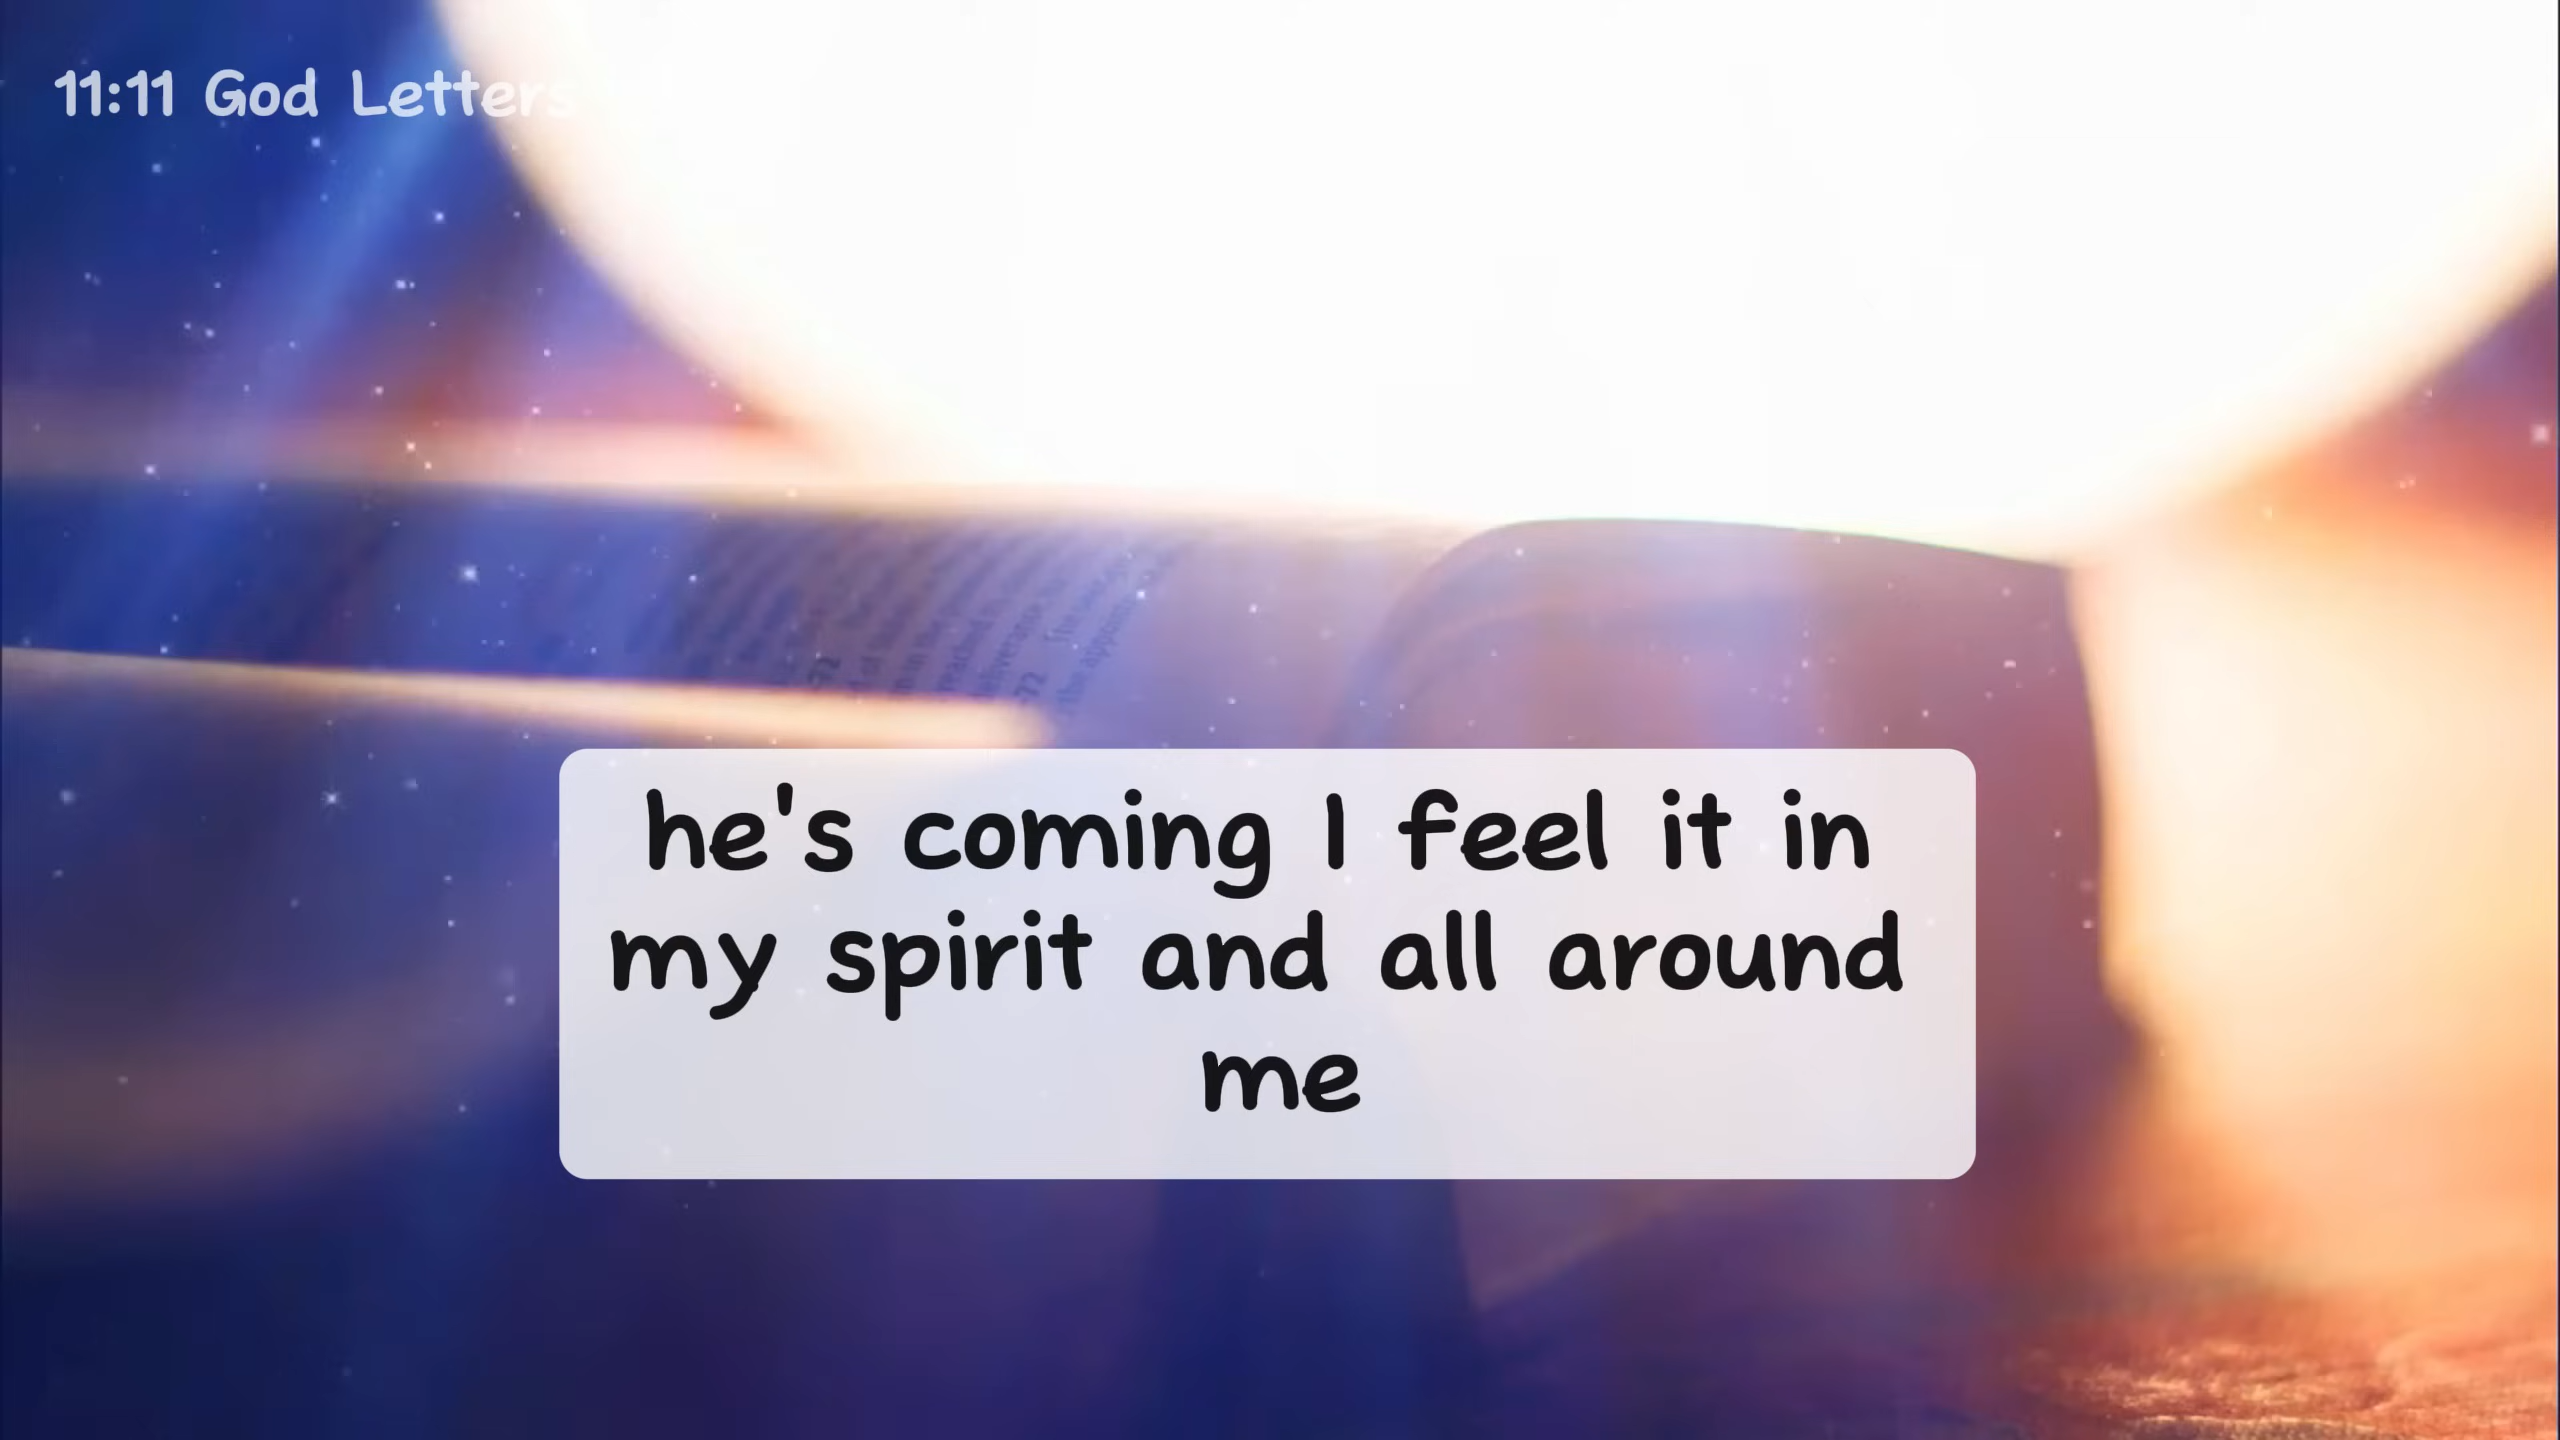 11:11 God Letters
he's coming I feel it in
my spirit and all around
me